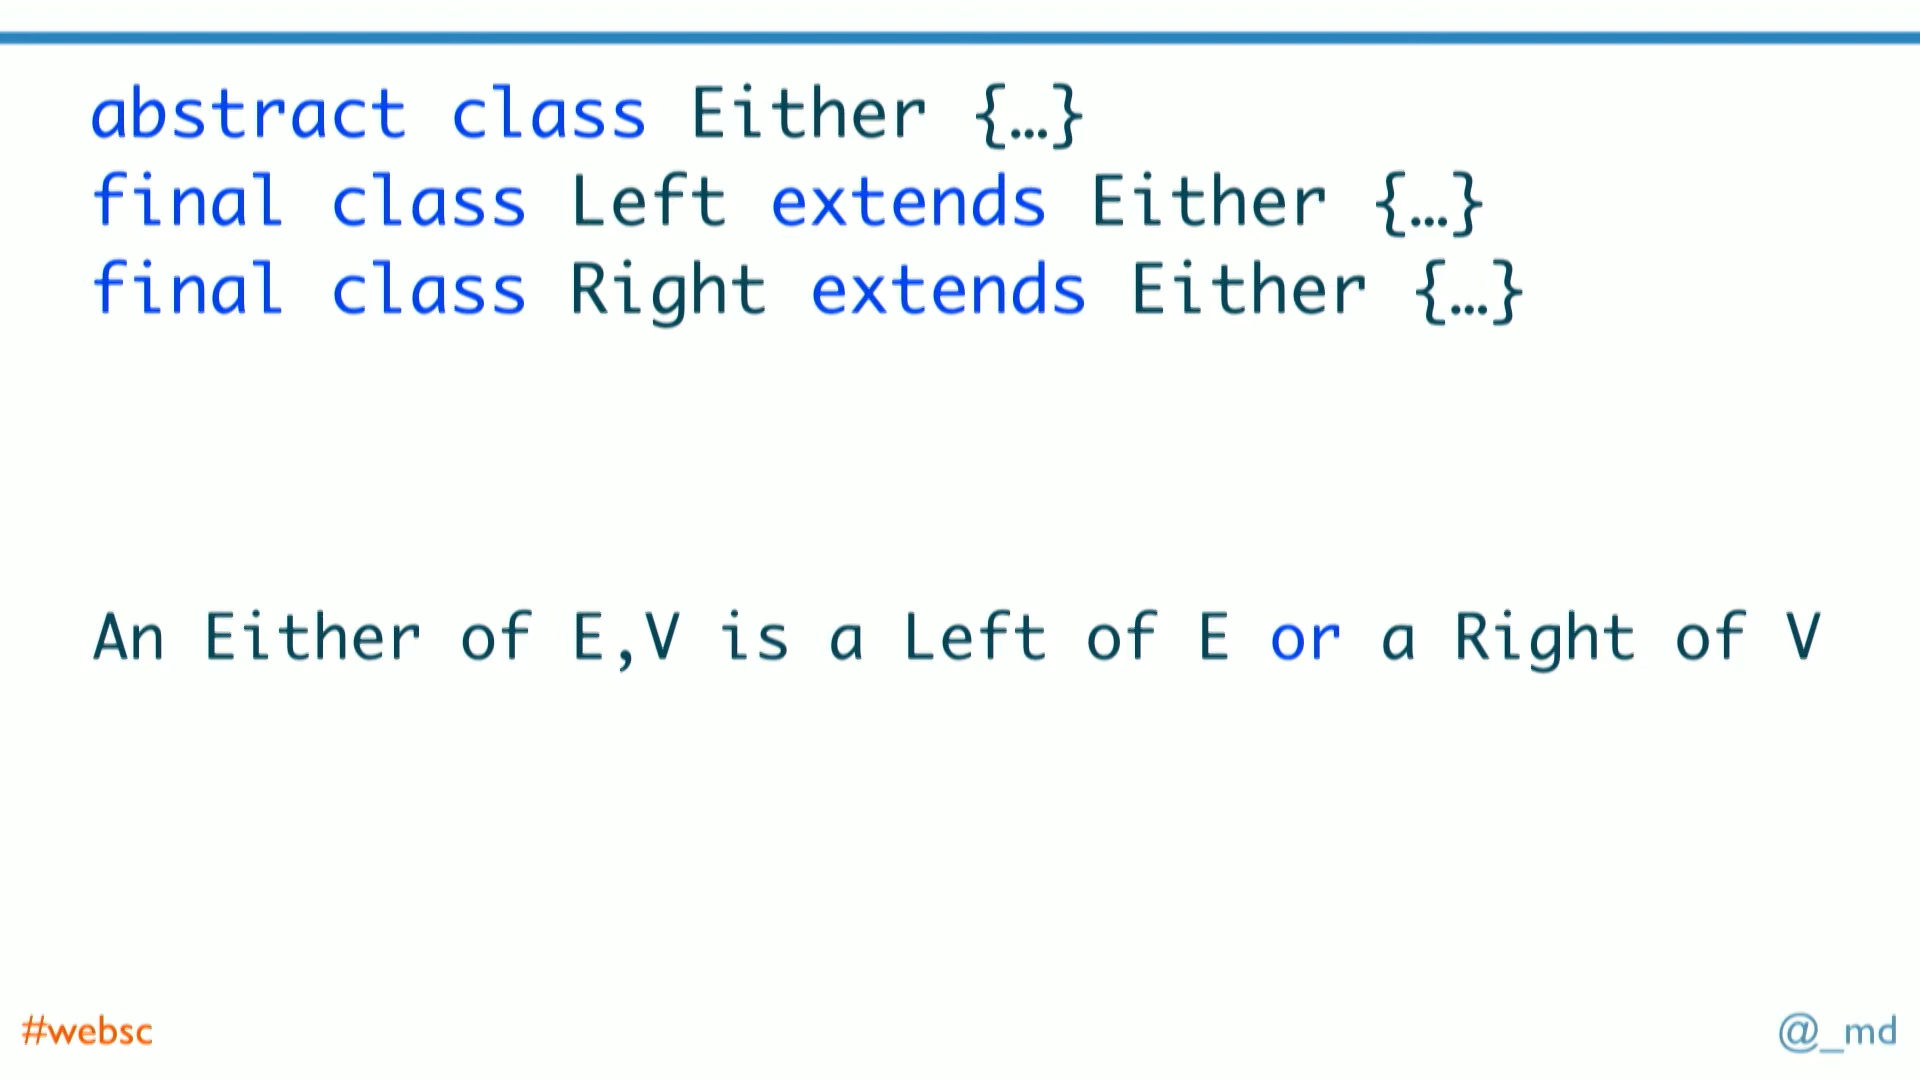 abstract class Either {…}
final class Left extends Either {…}
final class Right extends Either {…}
An Either of E,V is a Left of E or a Right of V
#websc
@_md